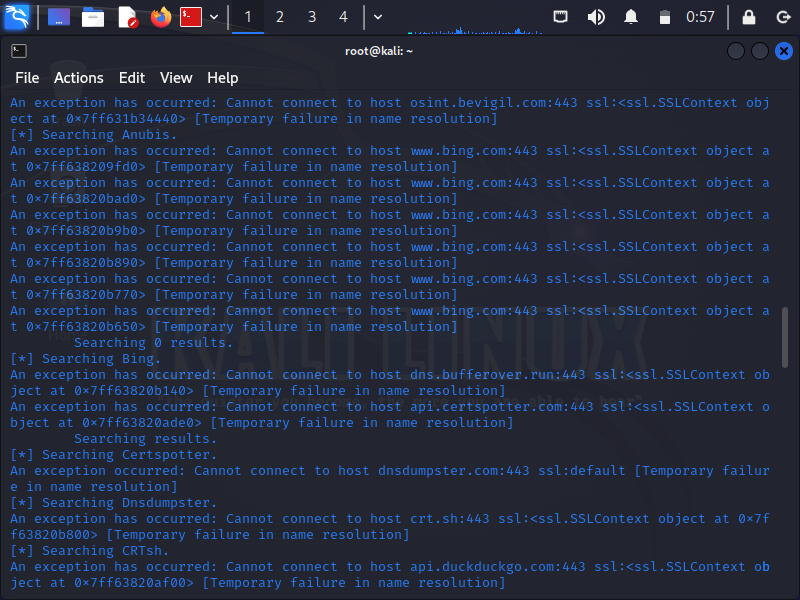 1 2 3 4 0:57
root@kali: ~
File Actions Edit View Help
An exception has occurred: Cannot connect to host osint.bevigil.com:443 ssl:<ssl.SSLContext obj
ect at 0×7ff631b34440> [Temporary failure in name resolution]
[*] Searching Anubis.
An exception has occurred: Cannot connect to host www.bing.com:443 ssl:<ssl.SSLContext object a
t 0×7ff638209fd0> [Temporary failure in name resolution]
An exception has occurred: Cannot connect to host www.bing.com:443 ssl:<ssl.SSLContext object a
t 0×7ff63820bad0> [Temporary failure in name resolution]
An exception has occurred: Cannot connect to host www.bing.com:443 ssl:<ssl.SSLContext object a
t 0×7ff63820b9b0> [Temporary failure in name resolution]
An exception has occurred: Cannot connect to host www.bing.com:443 ssl:<ssl.SSLContext object a
t 0×7ff63820b890> [Temporary failure in name resolution]
An exception has occurred: Cannot connect to host www.bing.com:443 ssl:<ssl.SSLContext object a
t 0×7ff63820b770> [Temporary failure in name resolution]
An exception has occurred: Cannot connect to host www.bing.com:443 ssl:<ssl.SSLContext object a
t 0×7ff63820b650> [Temporary failure in name resolution]
Searching 0 results.
[*] Searching Bing.
An exception has occurred: Cannot connect to host dns.bufferover.run:443 ssl:<ssl.SSLContext ob
ject at 0×7ff63820b140> [Temporary failure in name resolution]
An exception has occurred: Cannot connect to host api.certspotter.com:443 ssl:<ssl.SSLContext o
bject at 0×7ff63820ade0> [Temporary failure in name resolution]
Searching results.
[*] Searching Certspotter.
An exception occurred: Cannot connect to host dnsdumpster.com:443 ssl:default [Temporary failur
e in name resolution]
[*] Searching Dnsdumpster.
An exception has occurred: Cannot connect to host crt.sh:443 ssl:<ssl.SSLContext object at 0×7f
f63820b800> [Temporary failure in name resolution]
[*] Searching CRTsh.
An exception has occurred: Cannot connect to host api.duckduckgo.com:443 ssl:<ssl.SSLContext ob
ject at 0×7ff63820af00> [Temporary failure in name resolution]
KALI LINUX